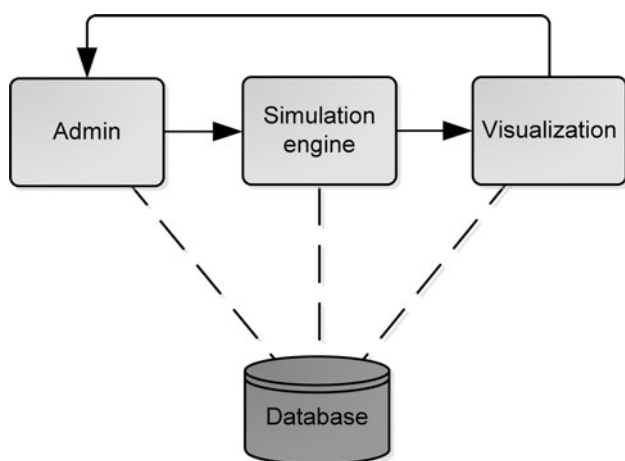 Admin
Simulation
engine
Visualization
Database